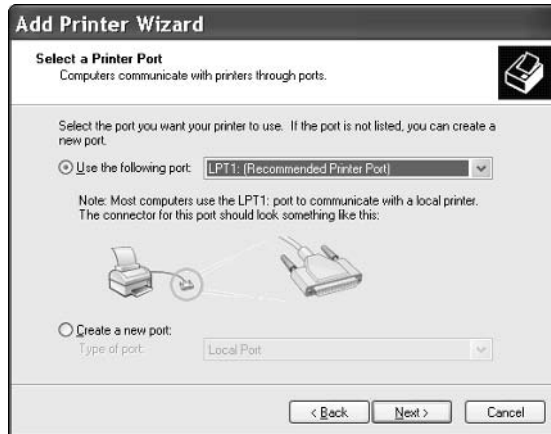 Add Printer Wizard
Select a Printer Port
Computers communicate with printers through ports.
Select the port you want your printer to use. If the port is not listed, you can create a
new port.
Use the following port: LPT1: (Recommended Printer Port)
Note: Most computers use the LPT1: port to communicate with a local printer.
The connector for this port should look something like this:
Create a new port:
Type of port: Local Port
< Back Next > Cancel